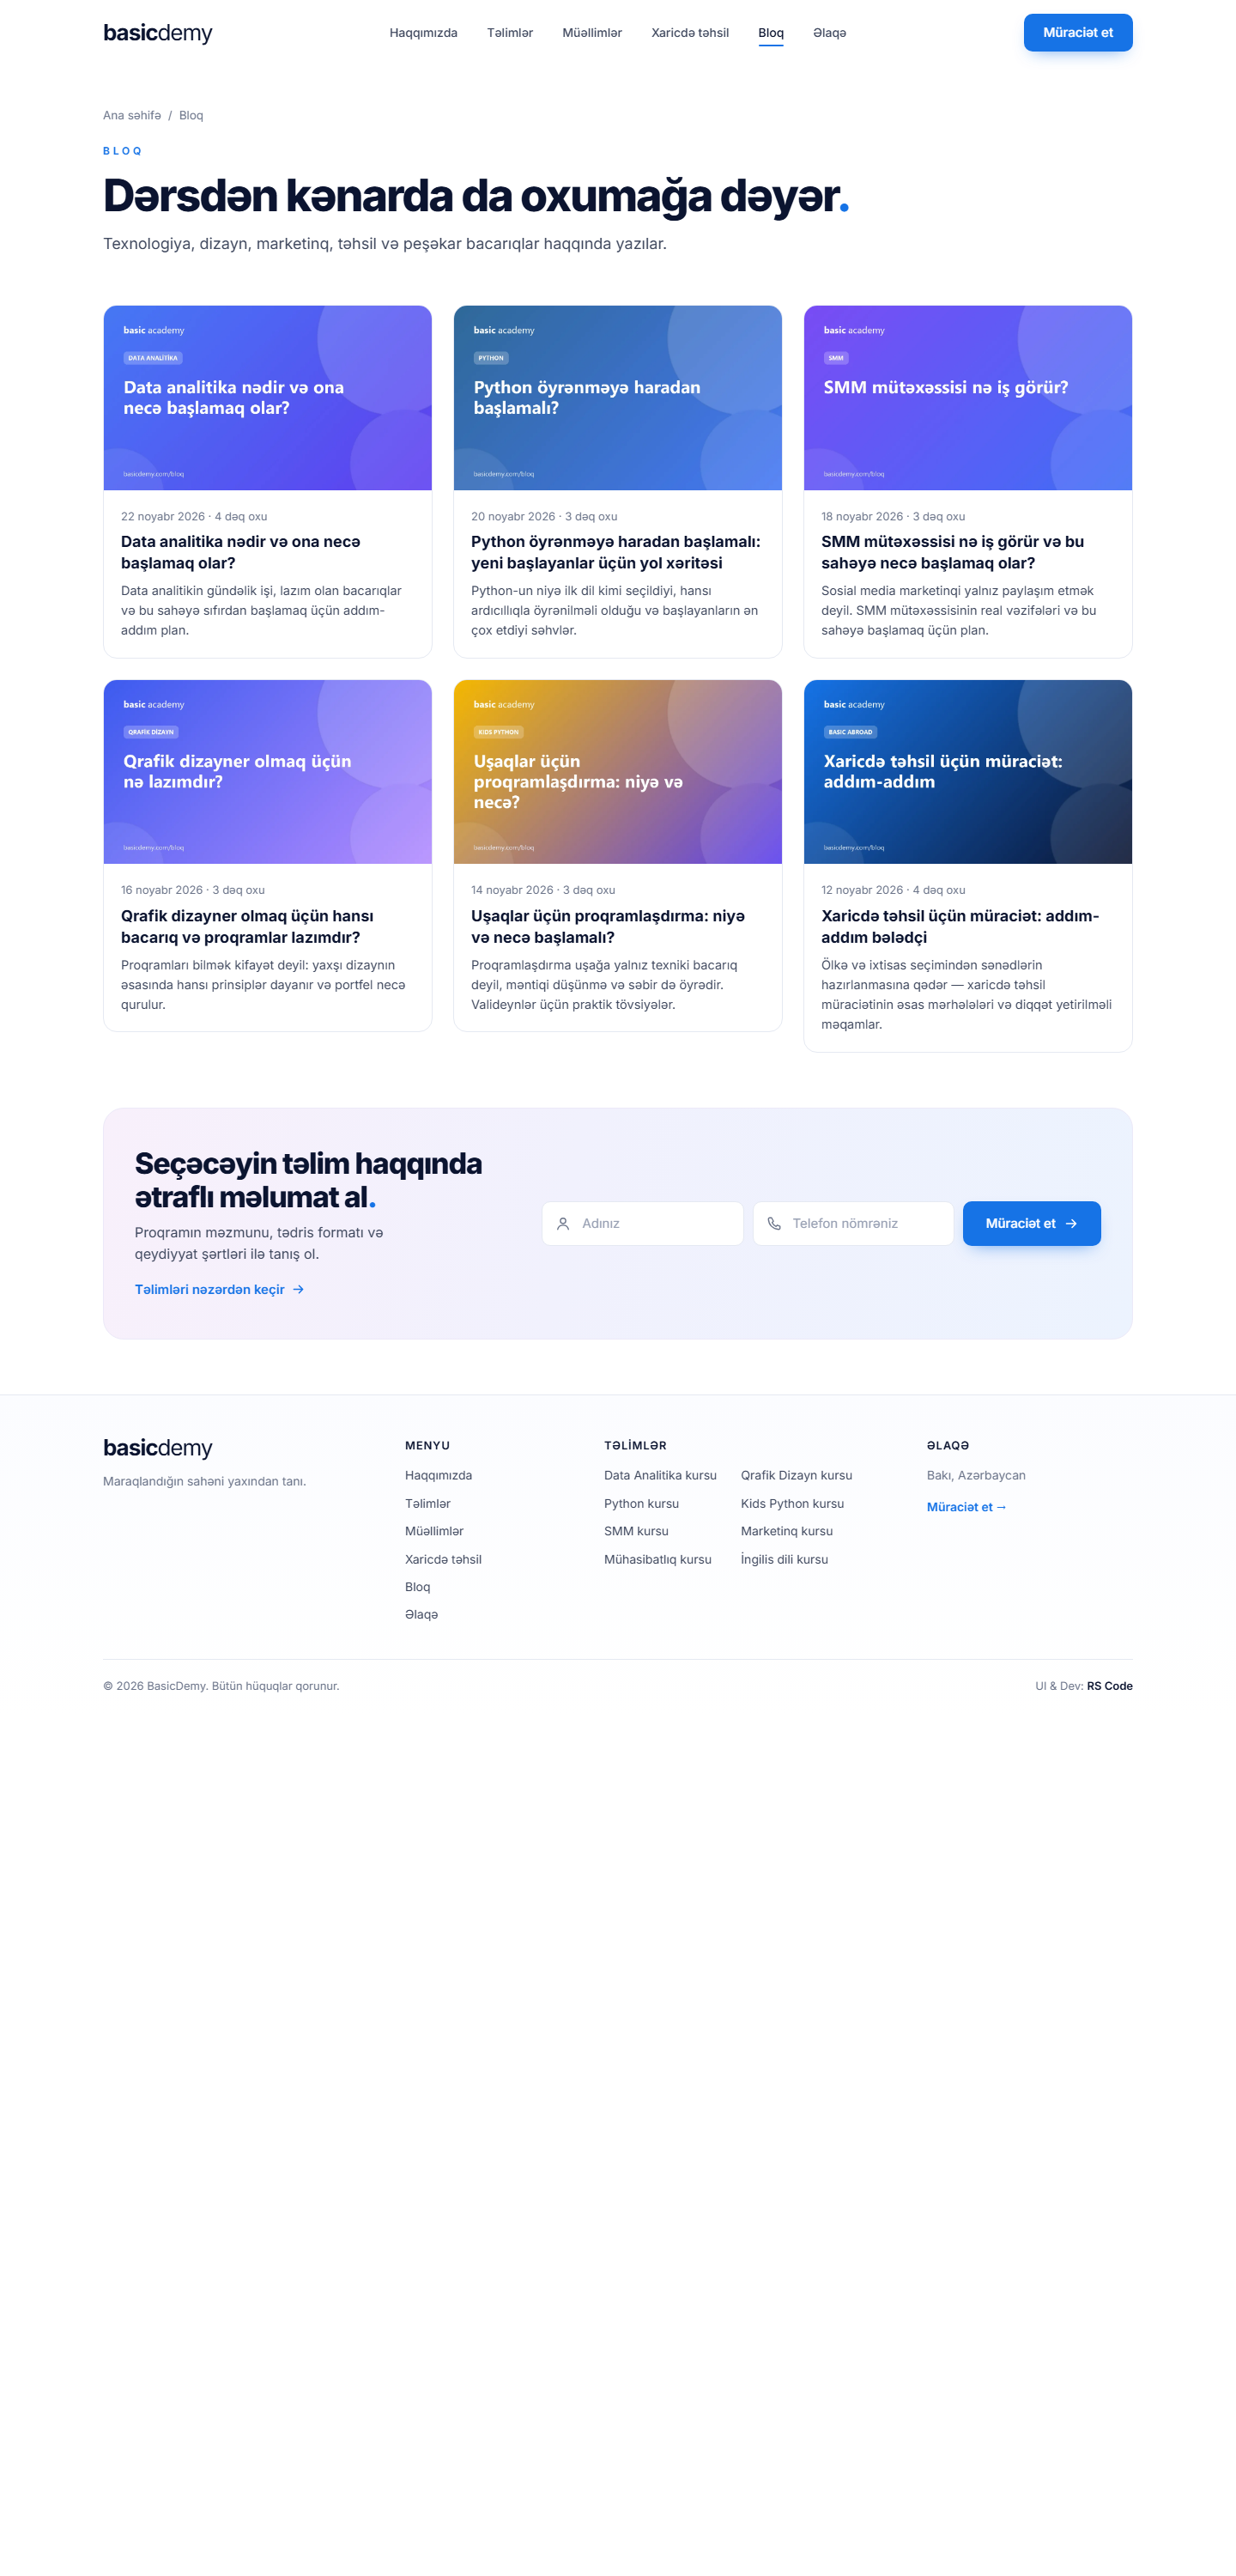 basicdemy
Haqqımızda
Təlimlər
Müəllimlər
Xaricdə təhsil
Bloq
Əlaqə
Müraciət et
Ana səhifə / Bloq
BLOQ
Dərsdən kənarda da oxumağa dəyər.
Texnologiya, dizayn, marketinq, təhsil və peşəkar bacarıqlar haqqında yazılar.
basic academy
DATA ANALİTİKA
Data analitika nədir və ona
necə başlamaq olar?
basicdemy.com/bloq
22 noyabr 2026 · 4 dəq oxu
Data analitika nədir və ona necə
başlamaq olar?
Data analitikin gündəlik işi, lazım olan bacarıqlar
və bu sahəyə sıfırdan başlamaq üçün addım-
addım plan.
basic academy
PYTHON
Python öyrənməyə haradan
başlamalı?
basicdemy.com/bloq
20 noyabr 2026 · 3 dəq oxu
Python öyrənməyə haradan başlamalı:
yeni başlayanlar üçün yol xəritəsi
Python-un niyə ilk dil kimi seçildiyi, hansı
ardıcıllıqla öyrənilməli olduğu və başlayanların ən
çox etdiyi səhvlər.
basic academy
SMM
SMM mütəxəssisi nə iş görür?
basicdemy.com/bloq
18 noyabr 2026 · 3 dəq oxu
SMM mütəxəssisi nə iş görür və bu
sahəyə necə başlamaq olar?
Sosial media marketinqi yalnız paylaşım etmək
deyil. SMM mütəxəssisinin real vəzifələri və bu
sahəyə başlamaq üçün plan.
basic academy
QRAFİK DİZAYN
Qrafik dizayner olmaq üçün
nə lazımdır?
basicdemy.com/bloq
16 noyabr 2026 · 3 dəq oxu
Qrafik dizayner olmaq üçün hansı
bacarıq və proqramlar lazımdır?
Proqramları bilmək kifayət deyil: yaxşı dizaynın
əsasında hansı prinsiplər dayanır və portfel necə
qurulur.
basic academy
KIDS PYTHON
Uşaqlar üçün
proqramlaşdırma: niyə və
necə?
basicdemy.com/bloq
14 noyabr 2026 · 3 dəq oxu
Uşaqlar üçün proqramlaşdırma: niyə
və necə başlamalı?
Proqramlaşdırma uşağa yalnız texniki bacarıq
deyil, məntiqi düşünmə və səbir də öyrədir.
Valideynlər üçün praktik tövsiyələr.
basic academy
BASIC ABROAD
Xaricdə təhsil üçün müraciət:
addım-addım
basicdemy.com/bloq
12 noyabr 2026 · 4 dəq oxu
Xaricdə təhsil üçün müraciət: addım-
addım bələdçi
Ölkə və ixtisas seçimindən sənədlərin
hazırlanmasına qədər — xaricdə təhsil
müraciətinin əsas mərhələləri və diqqət yetirilməli
məqamlar.
Seçəcəyin təlim haqqında
ətraflı məlumat al.
Proqramın məzmunu, tədris formatı və
qeydiyyat şərtləri ilə tanış ol.
Təlimləri nəzərdən keçir →
Adınız
Telefon nömrəniz
Müraciət et →
basicdemy
Maraqlandığın sahəni yaxından tanı.
MENYU
Haqqımızda
Təlimlər
Müəllimlər
Xaricdə təhsil
Bloq
Əlaqə
TƏLİMLƏR
Data Analitika kursu
Python kursu
SMM kursu
Mühasibatlıq kursu
Qrafik Dizayn kursu
Kids Python kursu
Marketinq kursu
İngilis dili kursu
ƏLAQƏ
Bakı, Azərbaycan
Müraciət et →
© 2026 BasicDemy. Bütün hüquqlar qorunur.
UI & Dev: RS Code